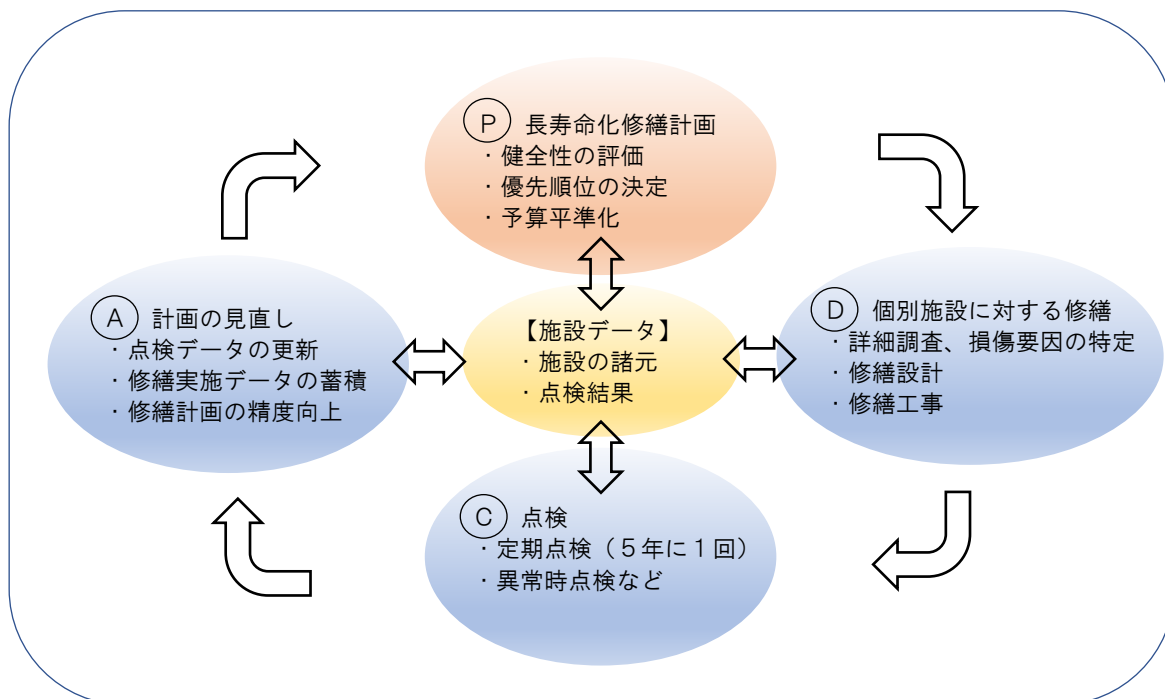 P 長寿命化修繕計画
・健全性の評価
・優先順位の決定
・予算平準化
A 計画の見直し
・点検データの更新
・修繕実施データの蓄積
・修繕計画の精度向上
【施設データ】
・施設の諸元
・点検結果
D 個別施設に対する修繕
・詳細調査、損傷要因の特定
・修繕設計
・修繕工事
C 点検
・定期点検（５年に１回）
・異常時点検など